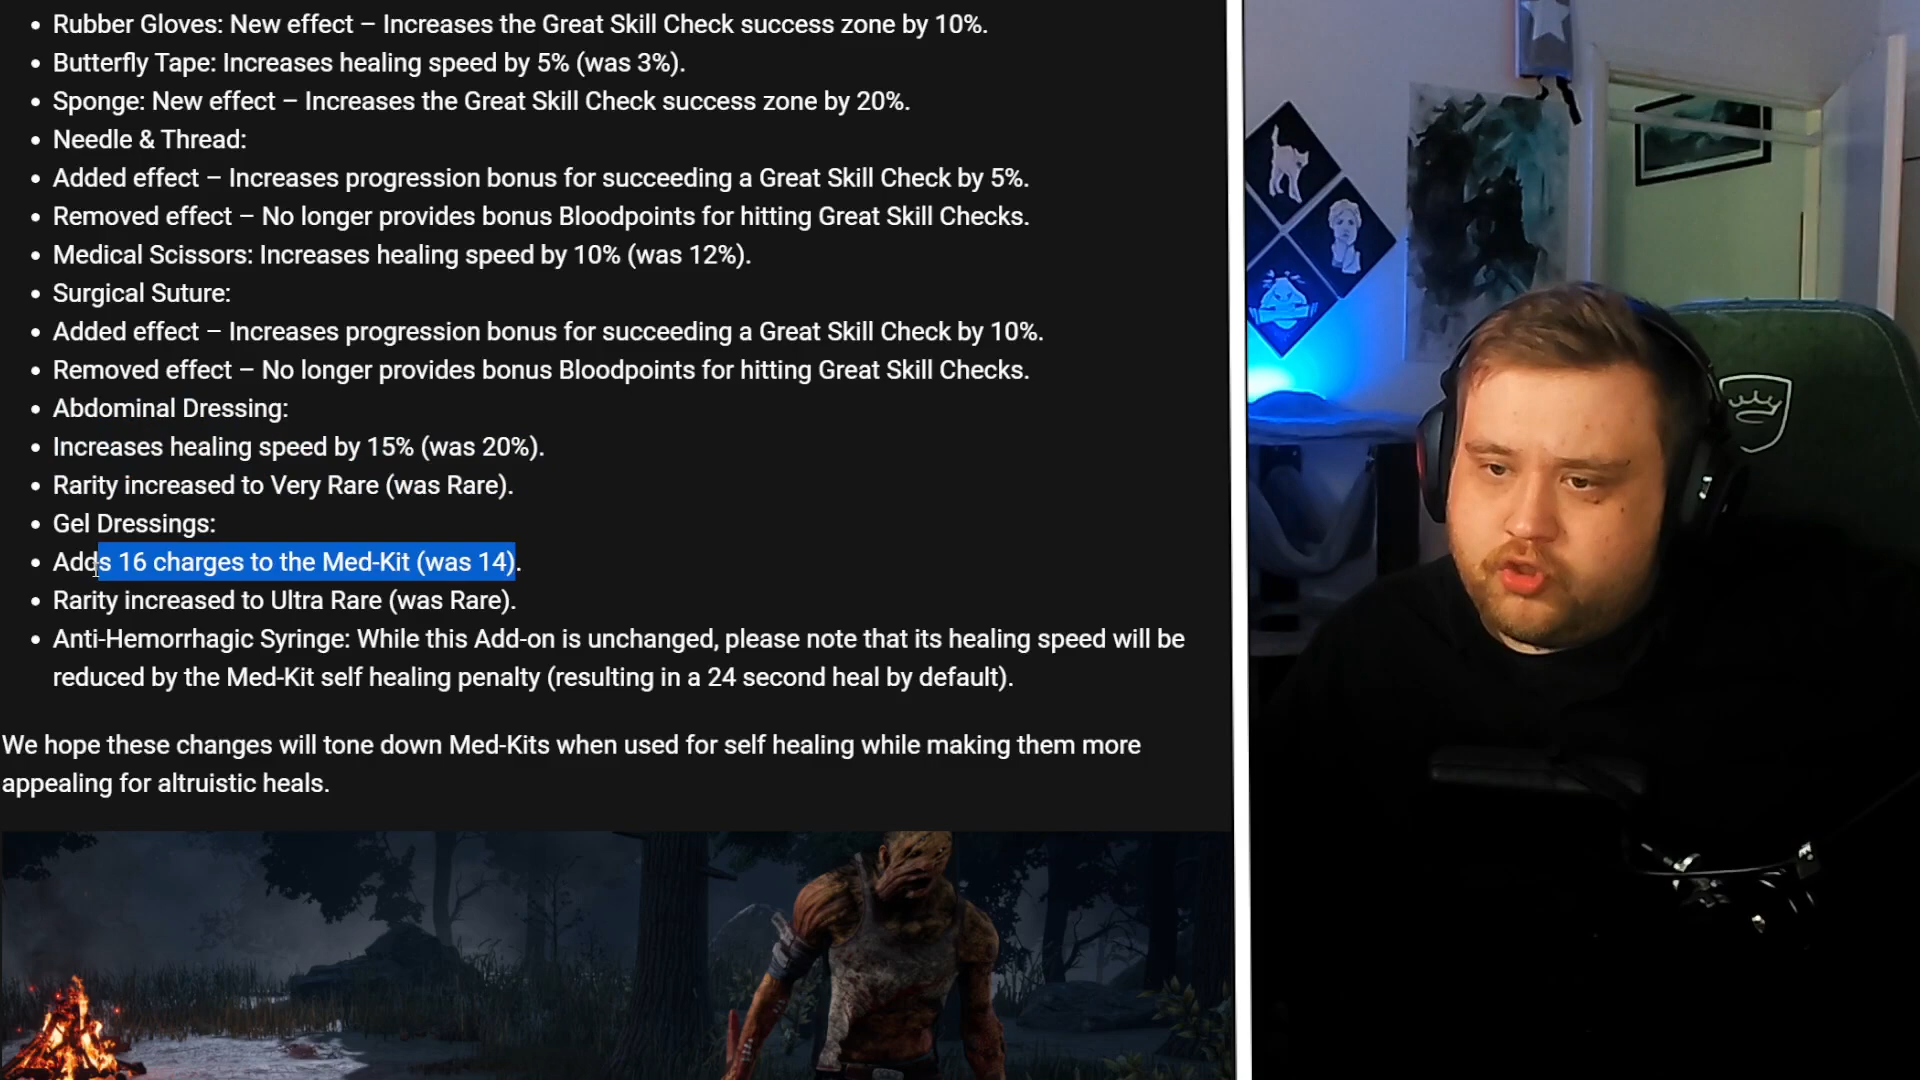 Rubber Gloves: New effect – Increases the Great Skill Check success zone by 10%.
Butterfly Tape: Increases healing speed by 5% (was 3%).
Sponge: New effect – Increases the Great Skill Check success zone by 20%.
Needle & Thread:
Added effect – Increases progression bonus for succeeding a Great Skill Check by 5%.
Removed effect – No longer provides bonus Bloodpoints for hitting Great Skill Checks.
Medical Scissors: Increases healing speed by 10% (was 12%).
Surgical Suture:
Added effect – Increases progression bonus for succeeding a Great Skill Check by 10%.
Removed effect – No longer provides bonus Bloodpoints for hitting Great Skill Checks.
Abdominal Dressing:
Increases healing speed by 15% (was 20%).
Rarity increased to Very Rare (was Rare).
Gel Dressings:
Adds 16 charges to the Med-Kit (was 14).
Rarity increased to Ultra Rare (was Rare).
Anti-Hemorrhagic Syringe: While this Add-on is unchanged, please note that its healing speed will be
reduced by the Med-Kit self healing penalty (resulting in a 24 second heal by default).
We hope these changes will tone down Med-Kits when used for self healing while making them more
appealing for altruistic heals.